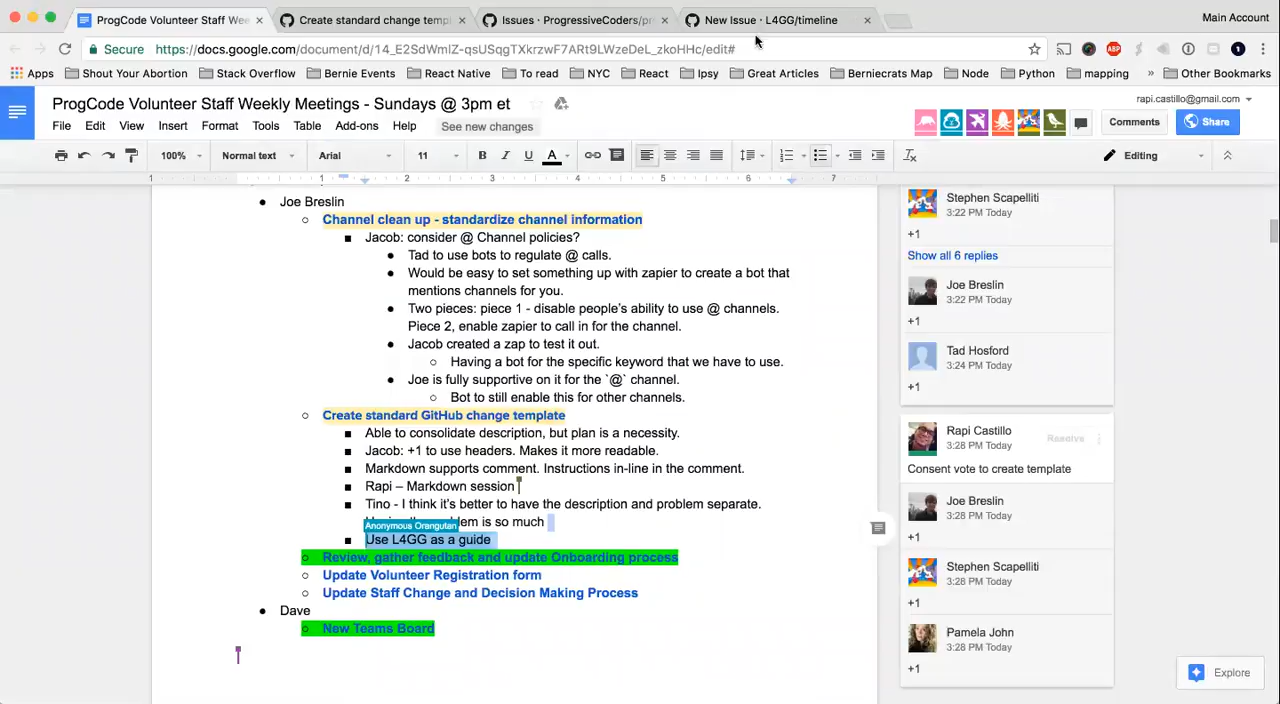 ProgCode Volunteer Staff Wee
Create standard change templ
Issues · ProgressiveCoders/pr
New Issue · L4GG/timeline
Main Account
Secure
https://docs.google.com/document/d/14_E2SdWmIZ-qsUSqgTXkrzwF7ARt9LWzeDeL_zkoHHc/edit#
Apps
Shout Your Abortion
Stack Overflow
Bernie Events
React Native
To read
NYC
React
Ipsy
Great Articles
Berniecrats Map
Node
Python
mapping
»
Other Bookmarks
ProgCode Volunteer Staff Weekly Meetings - Sundays @ 3pm et
rapi.castillo@gmail.com
File Edit View Insert Format Tools Table Add-ons Help See new changes
Comments
Share
100% Normal text Arial 11 B I U A Editing
1 1 2 3 4 5 6 7
Joe Breslin
Channel clean up - standardize channel information
Jacob: consider @ Channel policies?
Tad to use bots to regulate @ calls.
Would be easy to set something up with zapier to create a bot that
mentions channels for you.
Two pieces: piece 1 - disable people's ability to use @ channels.
Piece 2, enable zapier to call in for the channel.
Jacob created a zap to test it out.
Having a bot for the specific keyword that we have to use.
Joe is fully supportive on it for the `@` channel.
Bot to still enable this for other channels.
Create standard GitHub change template
Able to consolidate description, but plan is a necessity.
Jacob: +1 to use headers. Makes it more readable.
Markdown supports comment. Instructions in-line in the comment.
Rapi – Markdown session
Tino - I think it's better to have the description and problem separate.
is so much
Anonymous Orangutan
Use L4GG as a guide
Review, gather feedback and update Onboarding process
Update Volunteer Registration form
Update Staff Change and Decision Making Process
Dave
New Teams Board
Stephen Scapelliti
3:22 PM Today
+1
Show all 6 replies
Joe Breslin
3:22 PM Today
+1
Tad Hosford
3:24 PM Today
+1
Rapi Castillo
3:28 PM Today
Resolve
Consent vote to create template
Joe Breslin
3:28 PM Today
+1
Stephen Scapelliti
3:28 PM Today
+1
Pamela John
3:28 PM Today
+1
Explore